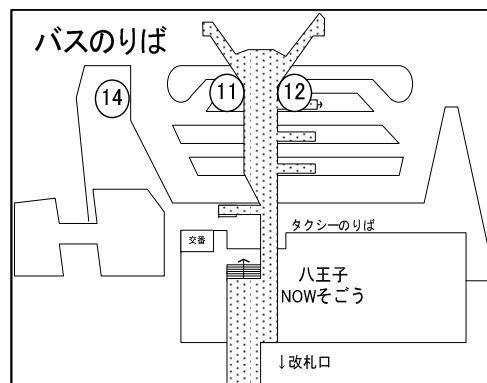 バスのりば
11
12
14
タクシーのりば
交番
八王子
NOWそごう
↓改札口